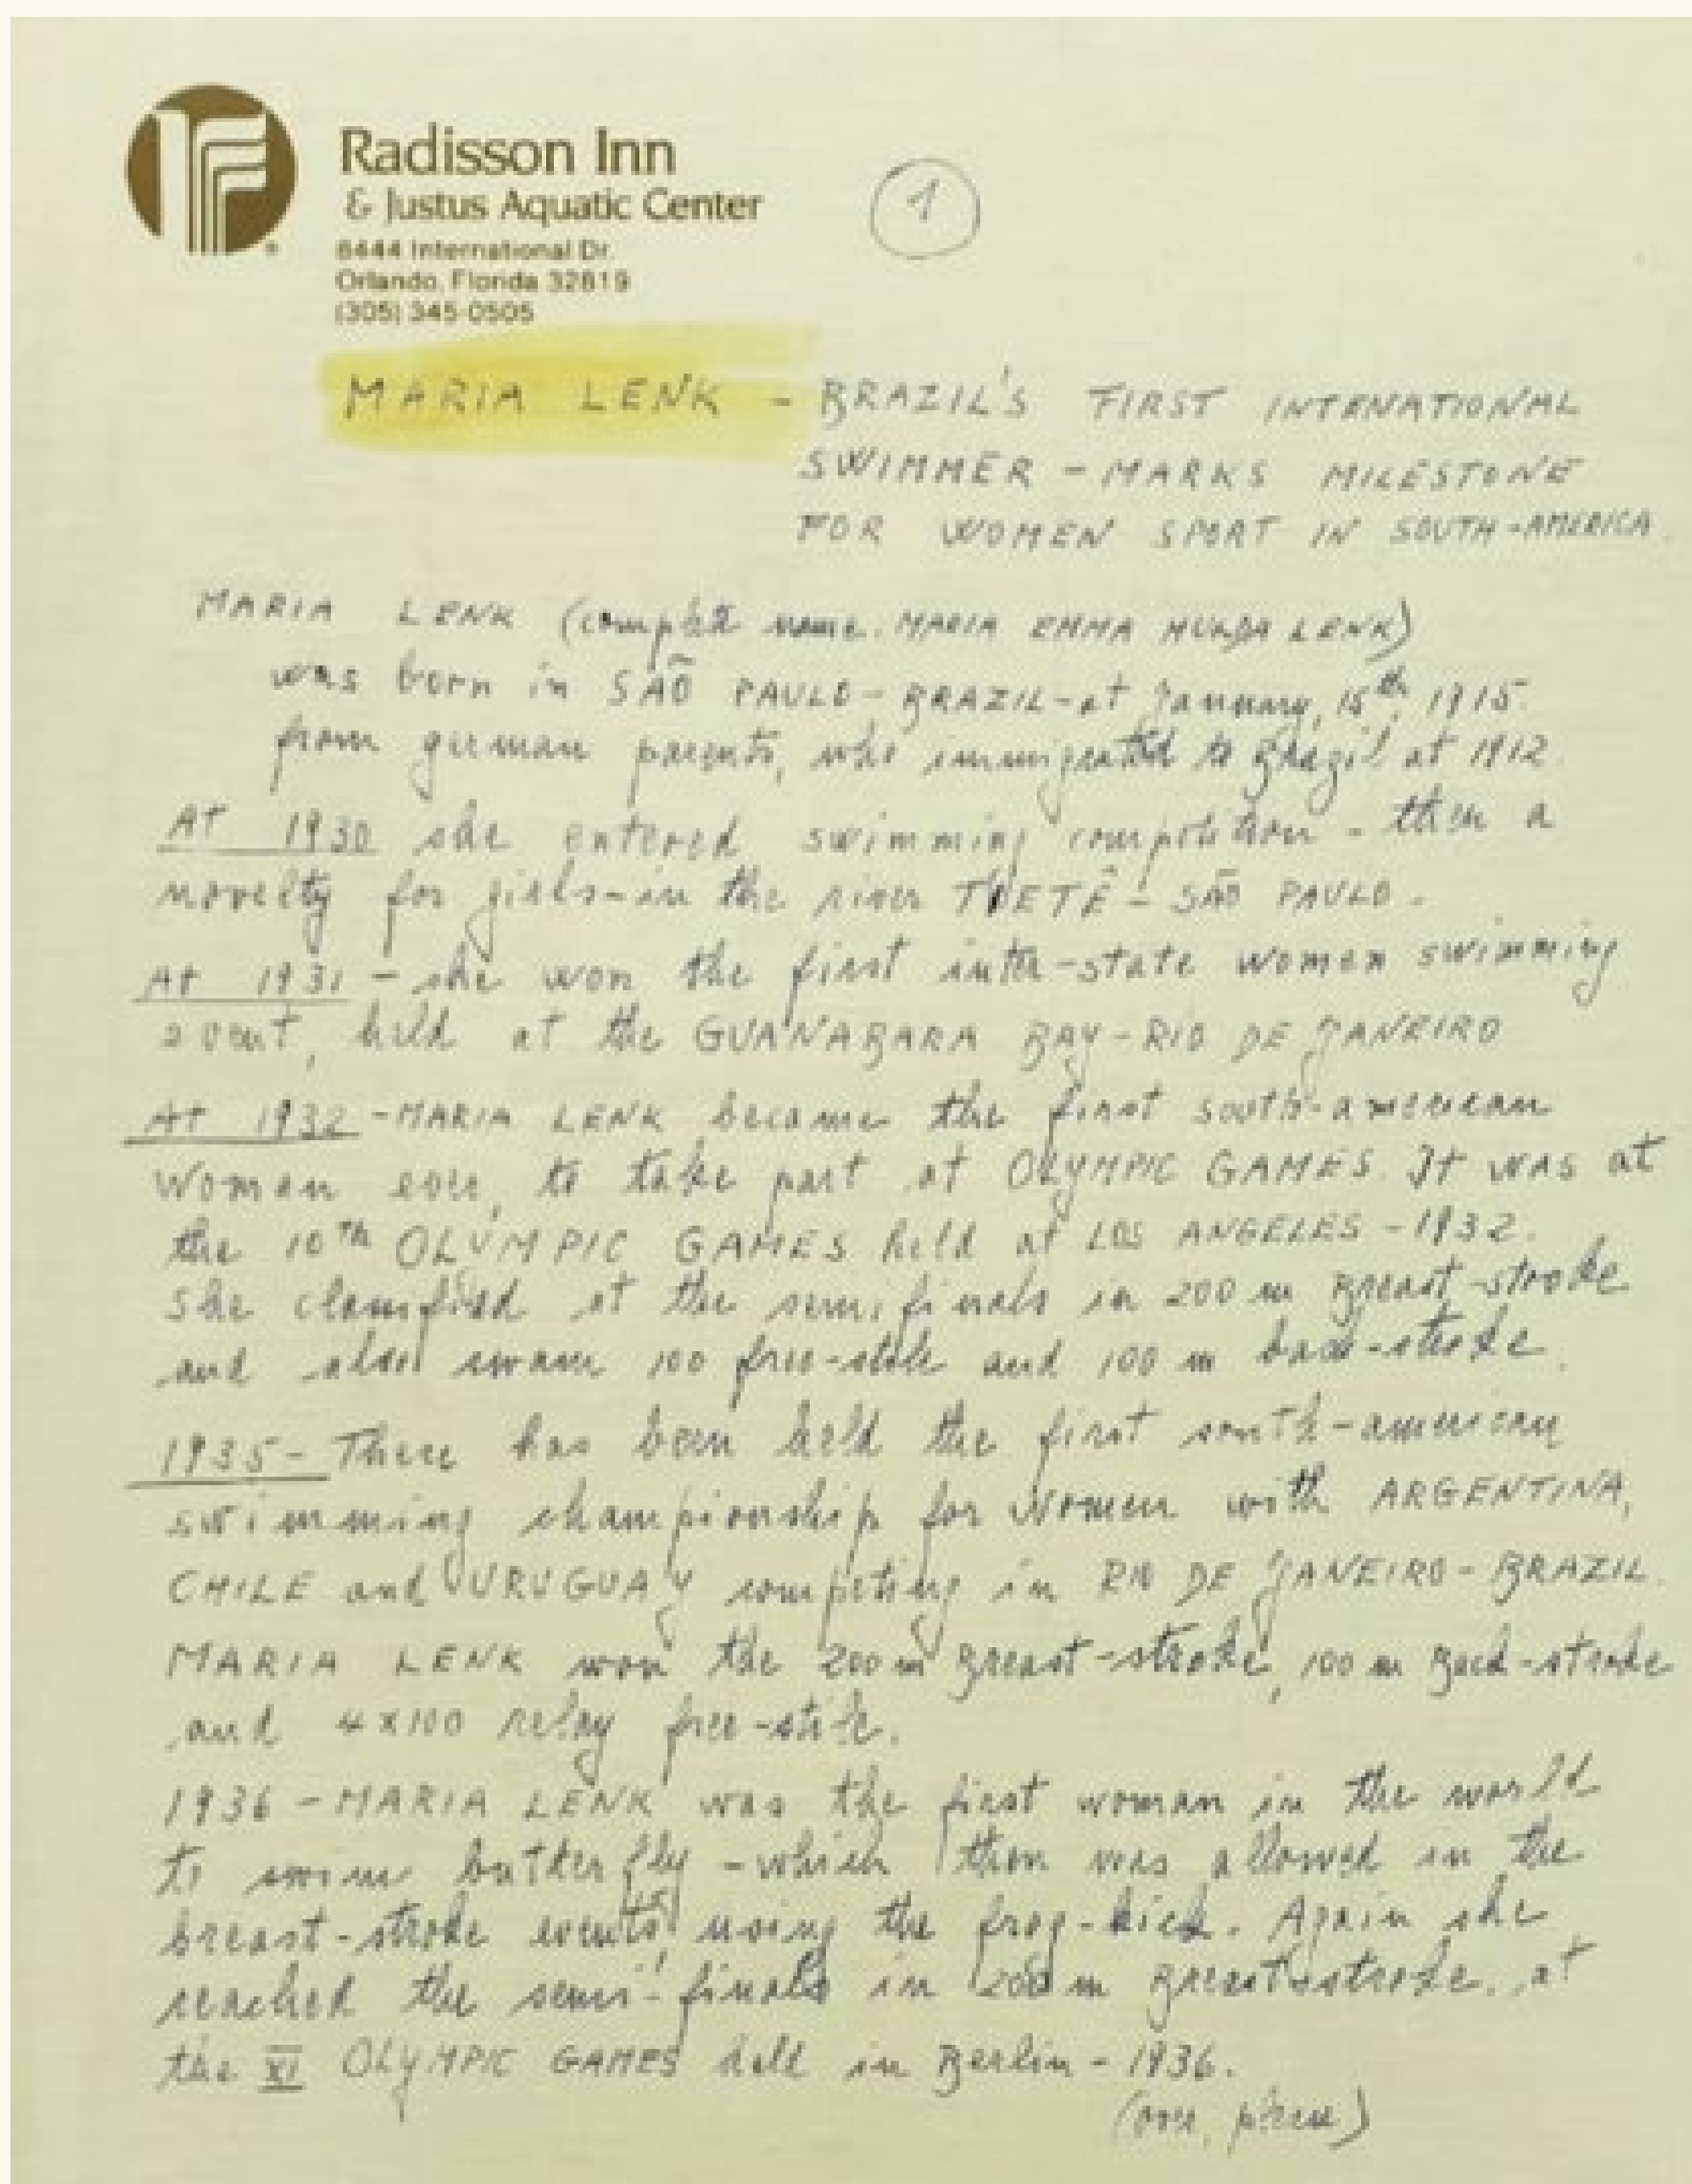 Radisson Inn
& Justus Aquatic Center
8444 International Dr.
Orlando, Florida 32819
(305) 345-0505
1
MARIA LENK - BRAZIL'S FIRST INTENATIONAL
SWIMMER - MARKS MILESTONE
FOR WOMEN SPORT IN SOUTH-AMERICA.
MARIA LENK (complete name. MARIA EMMA HULDA LENK)
was born in SÃO PAULO - BRAZIL - at January, 15th, 1915.
from german parents, who immigrated to Brazil at 1912.
At 1930 she entered swimming competition - then a
novelty for girls - in the river TIETÊ - SÃO PAULO.
At 1931 - she won the first inter-state women swimming
event, held at the GUANABARA BAY - RIO DE JANEIRO
At 1932 - MARIA LENK became the first south-american
Women ever, to take part at OLYMPIC GAMES. It was at
the 10th OLYMPIC GAMES held at LOS ANGELES - 1932.
She classified at the semi finals in 200 m Breast-stroke
and also swam 100 free-stile and 100 m back-stroke.
1935 - There has been held the first south-american
swimming championship for women with ARGENTINA,
CHILE and URUGUAY competing in RIO DE JANEIRO - BRAZIL.
MARIA LENK won the 200 m Breast-stroke, 100 m Back-stroke
and 4x100 relay free-stile.
1936 - MARIA LENK was the first woman in the world
to swim butterfly - which then was allowed in the
breast-stroke events, using the frog-kick. Again she
reached the semi-finals in 200 m Breast-stroke. at
the XI OLYMPIC GAMES held in Berlin - 1936.
(over, please)